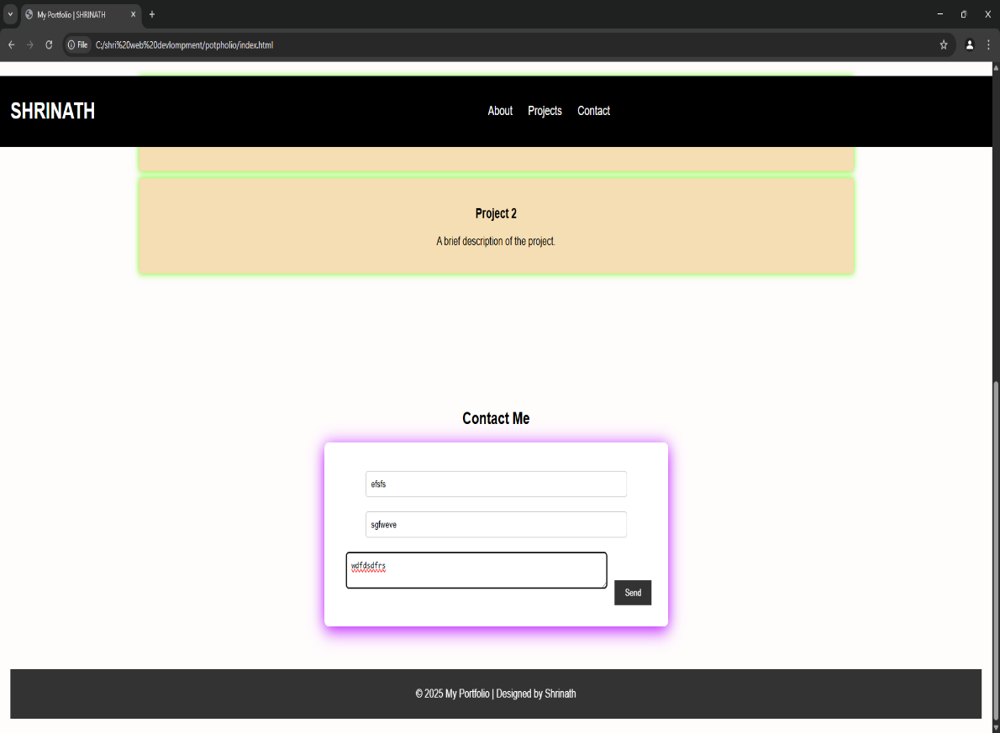 My Portfolio | SHRINATH
File C:/shri%20web%20devlompment/potpholio/index.html
SHRINATH
About Projects Contact
Project 2
A brief description of the project.
Contact Me
efsfs
sgfweve
wdfdsdfrs
Send
© 2025 My Portfolio | Designed by Shrinath